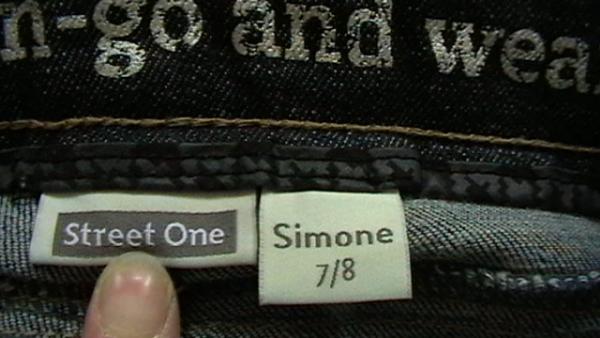 n-go and wea
Street One
Simone
7/8